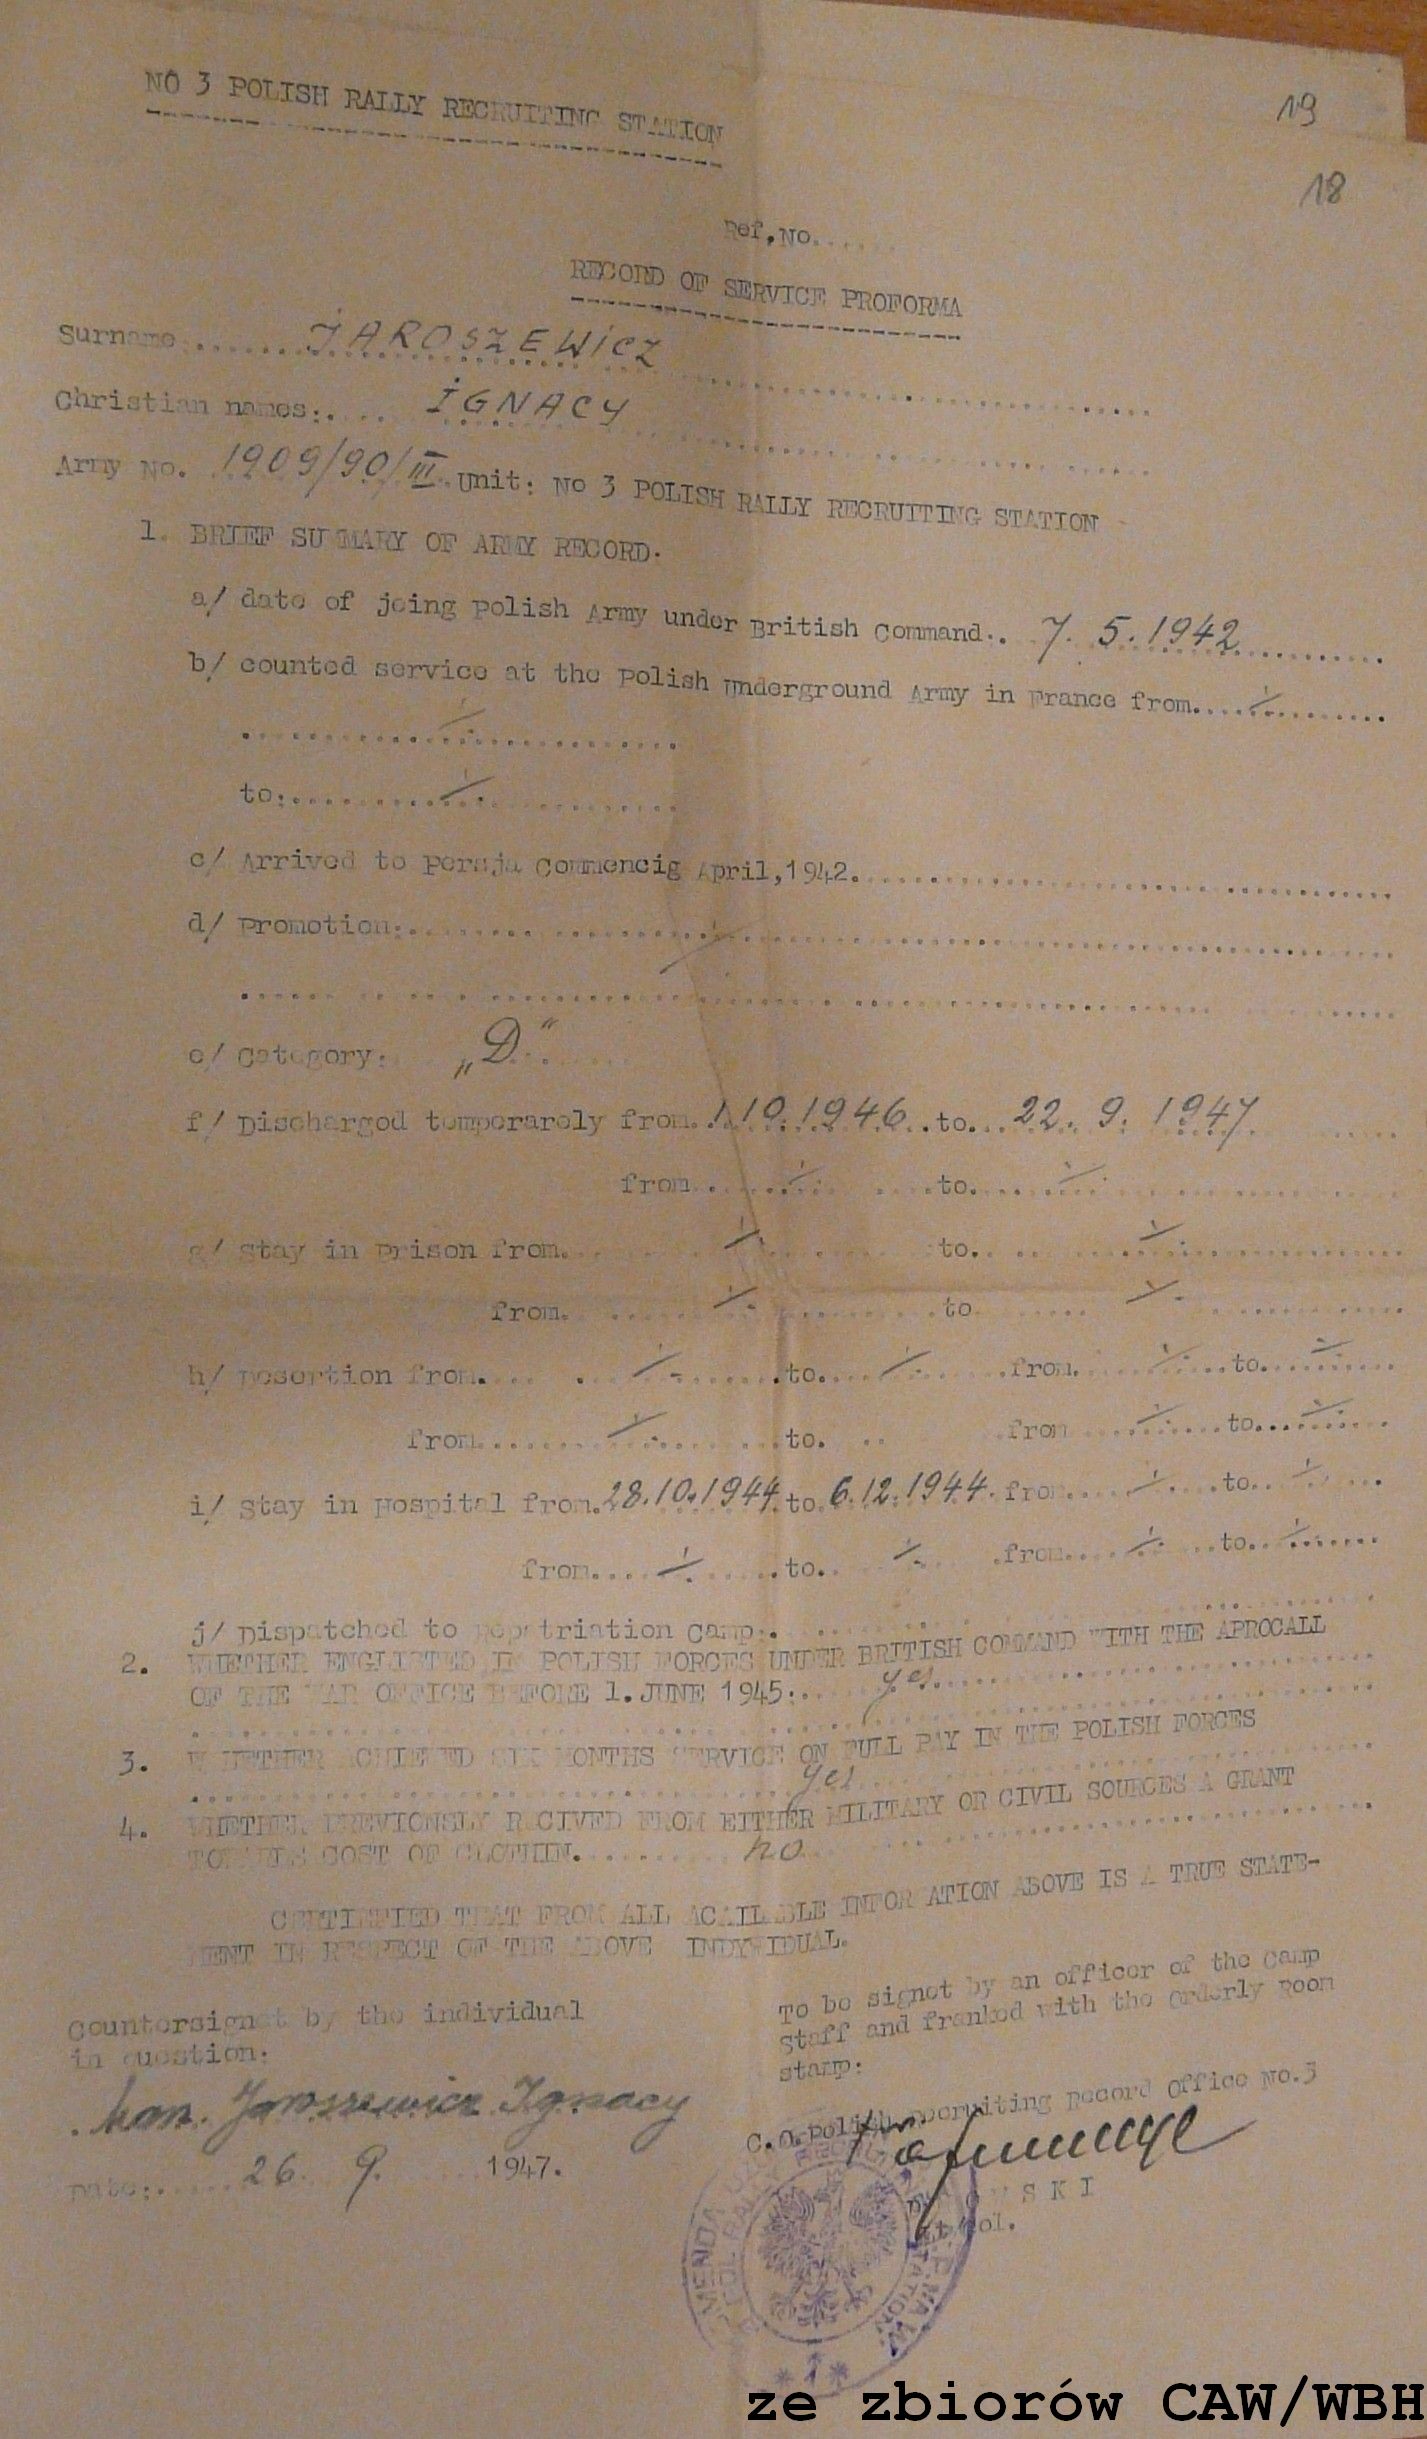 19
NO 3 POLISH RALLY RECRUITING STATION
18
Ref.No......
RECORD OF SERVICE PROFORMA
Surname....... JAROSZEWICZ
Christian names:.... IGNACY
Army No. 1909/90/III. Unit: No 3 POLISH RALLY RECRUITING STATION
1. BRIEF SUMMARY OF ARMY RECORD.
a/ date of joing Polish Army under British Command.. 7. 5. 1942
b/ counted service at the Polish Underground Army in France from.... /.
/.
to:........ /.
c/ Arrived to Persja Commencig April,1942.
d/ Promotion:........ /
e/ Category: „D"
f/ Dischargod temporarely from. 1.10.1946. to... 22. 9. 1947
from.. /. to. /.
g/ Stay in Prison from. /. to. /.
from. /. to /.
h/ Desertion from. /. to. /. from. /. to. /.
from. /. to. from /. to. /.
i/ Stay in Hospital from. 28.10.1944. to. 6.12.1944. from. /. to. /.
from. /. to. /. from. /. to. /.
j/ Dispatched to Repatriation Camp:.
2. WHETHER ENGLISTED IN POLISH FORCES UNDER BRITISH COMMAND WITH THE APROCALL
OF THE WAR OFFICE BEFORE 1. JUNE 1945:. yes
3. WHETHER ACHIEVED SIX MONTHS SERVICE ON FULL PAY IN THE POLISH FORCES
yes
4. WHETHER PREVIONSLY RECIVED FROM EITHER MILITARY OR CIVIL SOURCES A GRANT
TOWARDS COST OF CLOTHIN. no
CERTIFIED THAT FROM ALL ACAILABLE INFORMATION ABOVE IS A TRUE STATE-
MENT IN RESPECT OF THE ABOVE INDYWIDUAL.
Countersignet by the individual
in question:
To be signet by an officer of the Camp
Staff and franked with the Orderly Room
stamp:
kan. Jaroszewicz Ignacy
C.O. Polish Recruiting Record Office No.3
Date:. 26. 9. 1947.
SKI